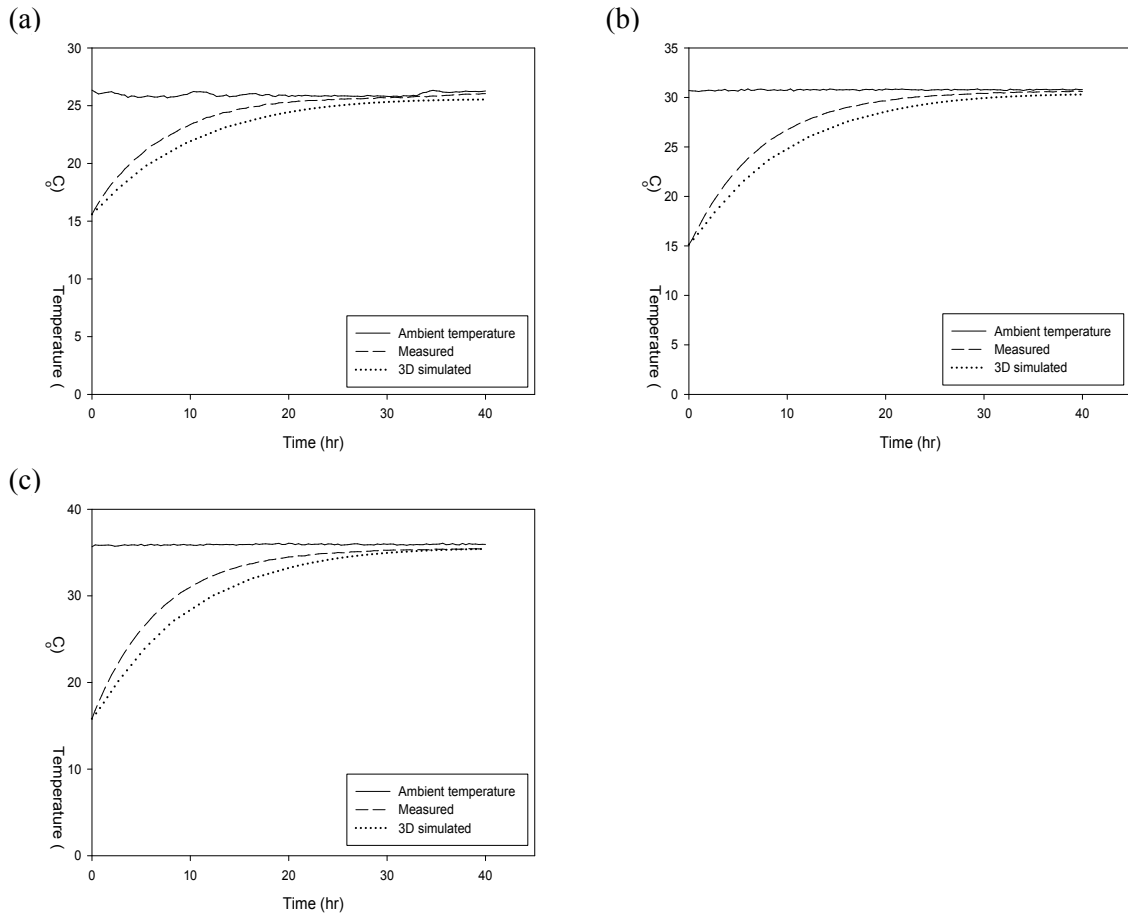 (a)
30
25
20
15
10
5
0
Temperature (
oC)
0 10 20 30 40
Time (hr)
Ambient temperature
Measured
3D simulated
(b)
35
30
25
20
15
10
5
0
Temperature (
oC)
0 10 20 30 40
Time (hr)
Ambient temperature
Measured
3D simulated
(c)
40
30
20
10
0
Temperature (
oC)
0 10 20 30 40
Time (hr)
Ambient temperature
Measured
3D simulated